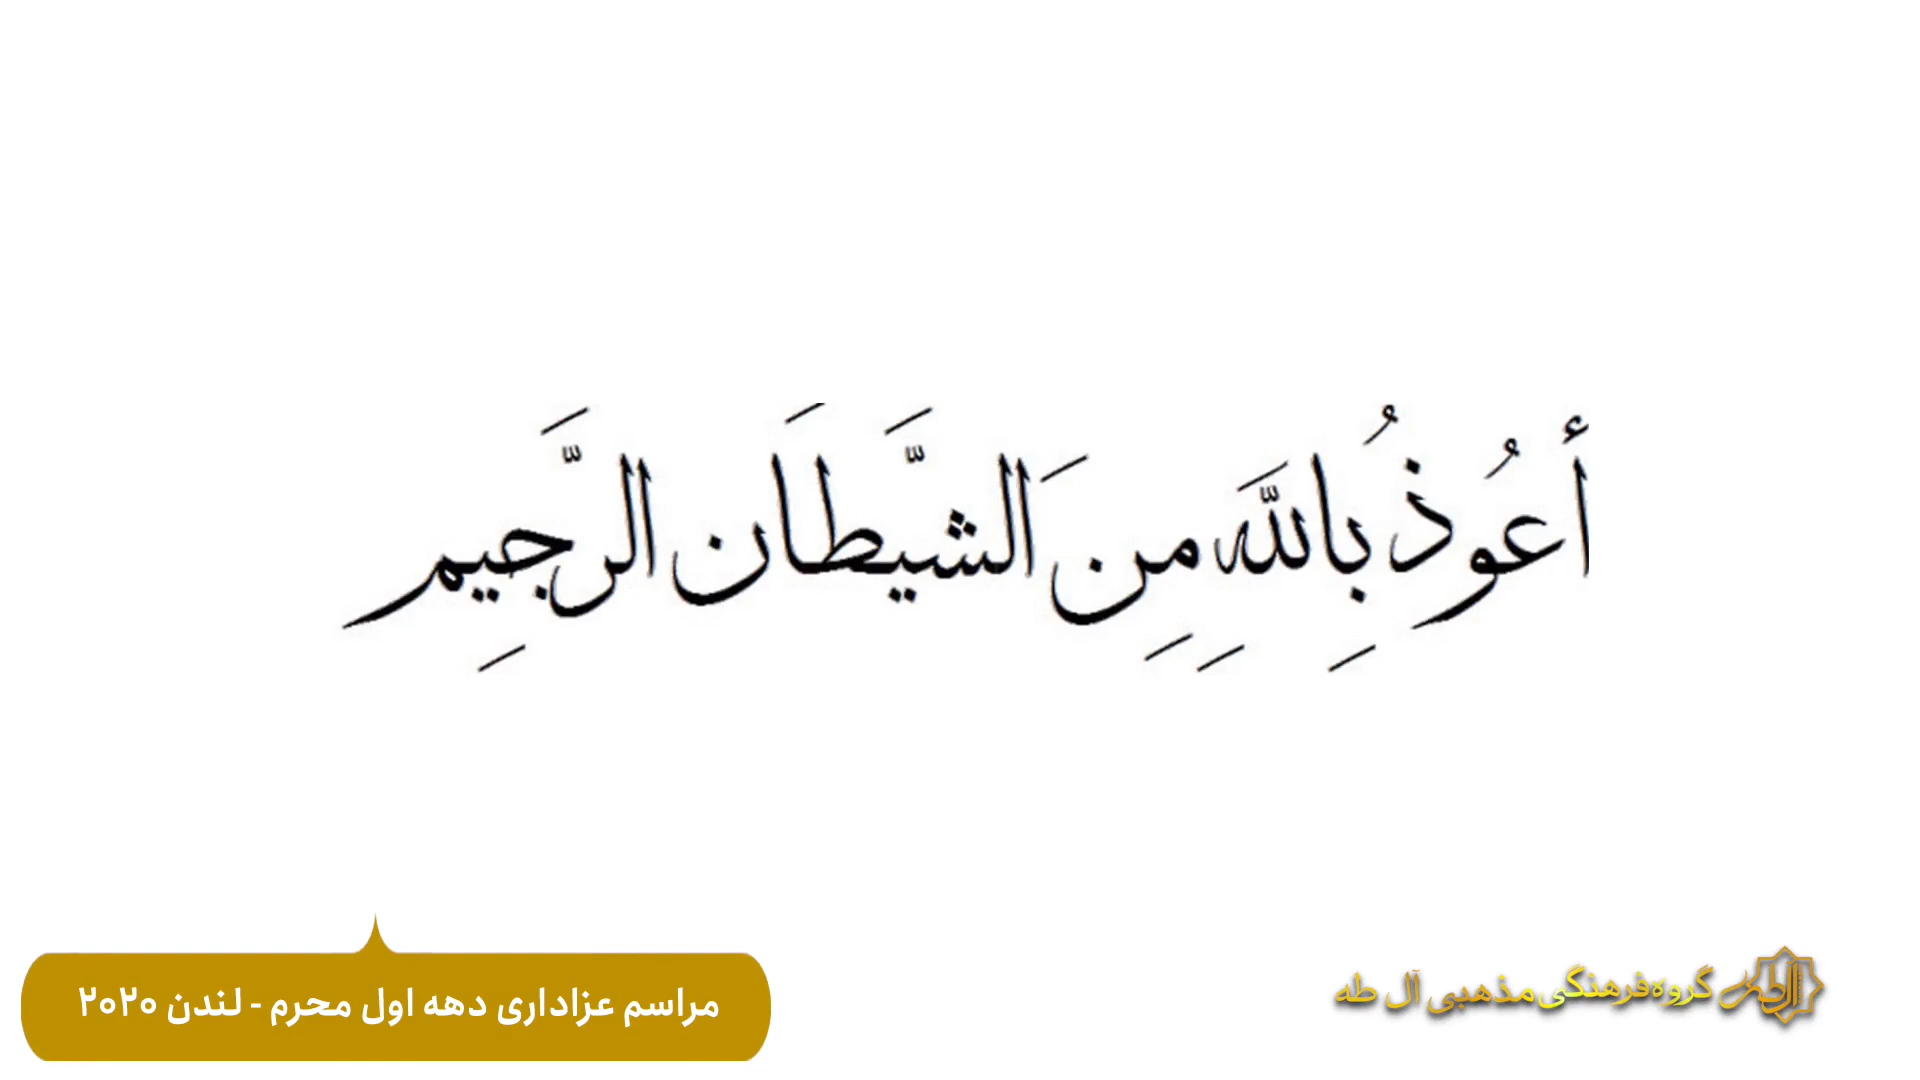 أَعُوذُ بِاللَّهِ مِنَ الشَّيَّطَان الرَّجِيم
گروه فرهنگی مذهبی آل طه
مراسم عزاداری دهه اول محرم - لندن ۲۰۲۰